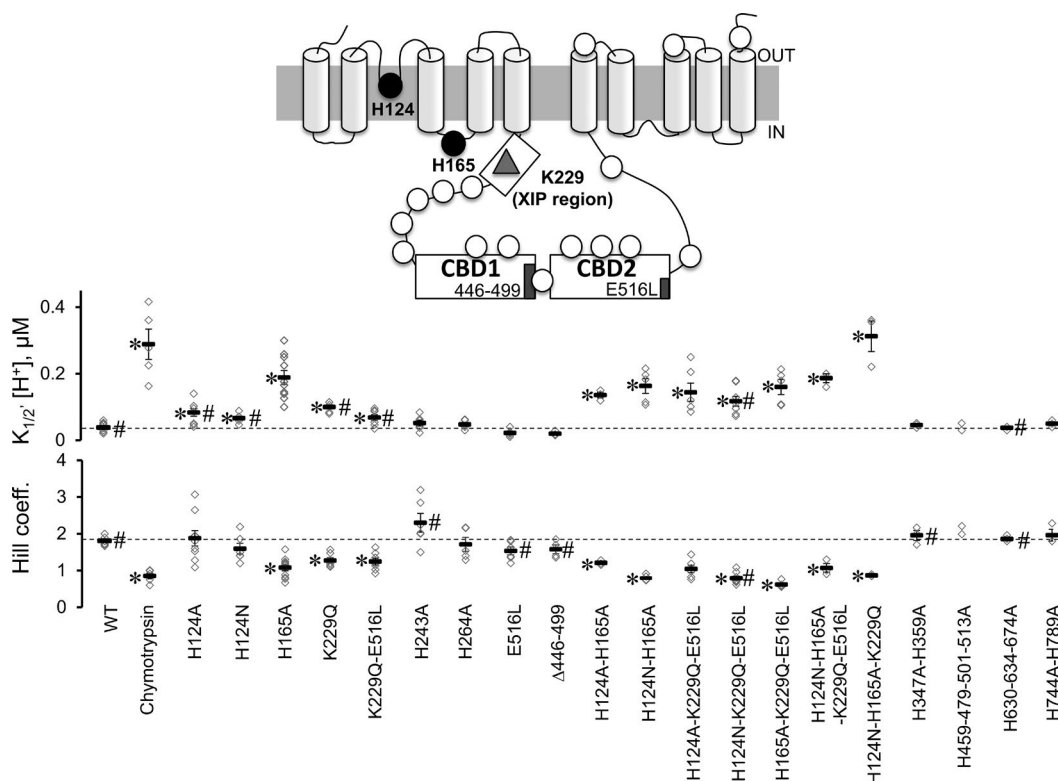 OUT
H124
IN
H165
K229
(XIP region)
CBD1
446-499
CBD2
E516L
K1/2' [H+], μM
0.4
0.2
0
* * * * * * * * * * * * * *
# # # # # # #
Hill coeff.
4
3
2
1
0
* * * * * * * * * * *
# # # # # # #
WT
Chymotrypsin
H124A
H124N
H165A
K229Q
K229Q-E516L
H243A
H264A
E516L
Δ446-499
H124A-H165A
H124N-H165A
H124A-K229Q-E516L
H124N-K229Q-E516L
H165A-K229Q-E516L
H124N-H165A
-K229Q-E516L
H124N-H165A-K229Q
H347A-H359A
H459-479-501-513A
H630-634-674A
H744A-H789A